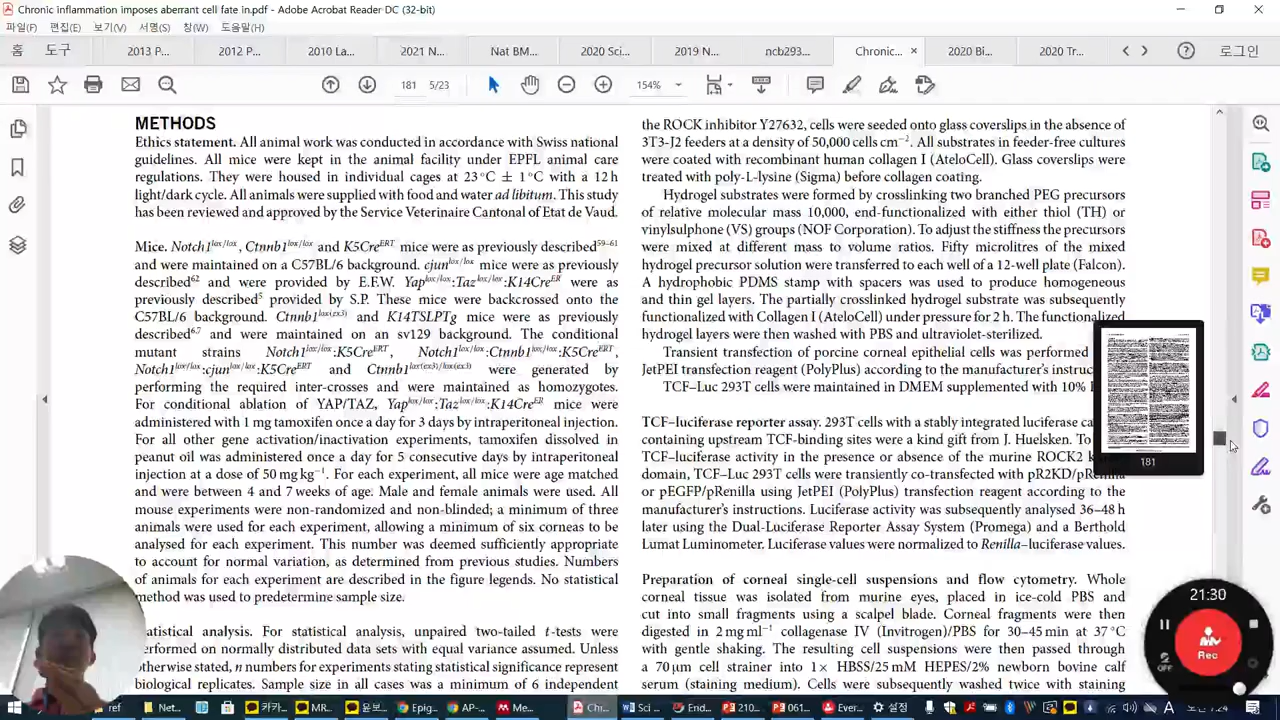 Chronic inflammation imposes aberrant cell fate in.pdf - Adobe Acrobat Reader DC (32-bit)
파일(F) 편집(E) 보기(V) 서명(S) 창(W) 도움말(H)
홈 도구 2013 P... 2012 P... 2010 La... 2021 N... Nat BM... 2020 Sci... 2019 N... ncb293... Chronic... × 2020 Bi... 2020 Tr... 로그인
181 5/23 154%
METHODS
Ethics statement. All animal work was conducted in accordance with Swiss national
guidelines. All mice were kept in the animal facility under EPFL animal care
regulations. They were housed in individual cages at 23 °C ± 1 °C with a 12 h
light/dark cycle. All animals were supplied with food and water ad libitum. This study
has been reviewed and approved by the Service Veterinaire Cantonal of Etat de Vaud.
Mice. Notch1lox/lox, Ctnnb1lox/lox and K5CreERT mice were as previously described59–61
and were maintained on a C57BL/6 background. cjunlox/lox mice were as previously
described62 and were provided by E.F.W. Yaplox/lox:Tazlox/lox:K14CreER were as
previously described5 provided by S.P. These mice were backcrossed onto the
C57BL/6 background. Ctnnb1lox(ex3) and K14TSLPTg mice were as previously
described6,7 and were maintained on an sv129 background. The conditional
mutant strains Notch1lox/lox:K5CreERT, Notch1lox/lox:Ctnnb1lox/lox:K5CreERT,
Notch1lox/lox:cjunlox/lox:K5CreERT and Ctnnb1lox(ex3)/lox(ex3) were generated by
performing the required inter-crosses and were maintained as homozygotes.
For conditional ablation of YAP/TAZ, Yaplox/lox:Tazlox/lox:K14CreER mice were
administered with 1 mg tamoxifen once a day for 3 days by intraperitoneal injection.
For all other gene activation/inactivation experiments, tamoxifen dissolved in
peanut oil was administered once a day for 5 consecutive days by intraperitoneal
injection at a dose of 50 mg kg−1. For each experiment, all mice were age matched
and were between 4 and 7 weeks of age. Male and female animals were used. All
mouse experiments were non-randomized and non-blinded; a minimum of three
animals were used for each experiment, allowing a minimum of six corneas to be
analysed for each experiment. This number was deemed sufficiently appropriate
to account for normal variation, as determined from previous studies. Numbers
of animals for each experiment are described in the figure legends. No statistical
method was used to predetermine sample size.
tatistical analysis. For statistical analysis, unpaired two-tailed t-tests were
erformed on normally distributed data sets with equal variance assumed. Unless
otherwise stated, n numbers for experiments stating statistical significance represent
biological replicates. Sample size in all cases was a minimum of 6 independent
the ROCK inhibitor Y27632, cells were seeded onto glass coverslips in the absence of
3T3-J2 feeders at a density of 50,000 cells cm−2. All substrates in feeder-free cultures
were coated with recombinant human collagen I (AteloCell). Glass coverslips were
treated with poly-L-lysine (Sigma) before collagen coating.
Hydrogel substrates were formed by crosslinking two branched PEG precursors
of relative molecular mass 10,000, end-functionalized with either thiol (TH) or
vinylsulphone (VS) groups (NOF Corporation). To adjust the stiffness the precursors
were mixed at different mass to volume ratios. Fifty microlitres of the mixed
hydrogel precursor solution were transferred to each well of a 12-well plate (Falcon).
A hydrophobic PDMS stamp with spacers was used to produce homogeneous
and thin gel layers. The partially crosslinked hydrogel substrate was subsequently
functionalized with Collagen I (AteloCell) under pressure for 2 h. The functionalized
hydrogel layers were then washed with PBS and ultraviolet-sterilized.
Transient transfection of porcine corneal epithelial cells was performed
JetPEI transfection reagent (PolyPlus) according to the manufacturer's instruc
TCF–Luc 293T cells were maintained in DMEM supplemented with 10%
TCF–luciferase reporter assay. 293T cells with a stably integrated luciferase ca
containing upstream TCF-binding sites were a kind gift from J. Huelsken. To
TCF–luciferase activity in the presence or absence of the murine ROCK2 k
domain, TCF-Luc 293T cells were transiently co-transfected with pR2KD/pRe
or pEGFP/pRenilla using JetPEI (PolyPlus) transfection reagent according to the
manufacturer's instructions. Luciferase activity was subsequently analysed 36–48 h
later using the Dual-Luciferase Reporter Assay System (Promega) and a Berthold
Lumat Luminometer. Luciferase values were normalized to Renilla–luciferase values.
Preparation of corneal single-cell suspensions and flow cytometry. Whole
corneal tissue was isolated from murine eyes, placed in ice-cold PBS and
cut into small fragments using a scalpel blade. Corneal fragments were then
digested in 2 mg ml−1 collagenase IV (Invitrogen)/PBS for 30–45 min at 37 °C
with gentle shaking. The resulting cell suspensions were then passed through
a 70 µm cell strainer into 1× HBSS/25 mM HEPES/2% newborn bovine calf
serum (staining medium). Cells were subsequently washed twice with staining
181
21:30
OFF
Rec
ref Inter... 카카... MR... 윤부... Epig... AP-... M... Chr... Sci ... End... 210... P061... Ever... 설정